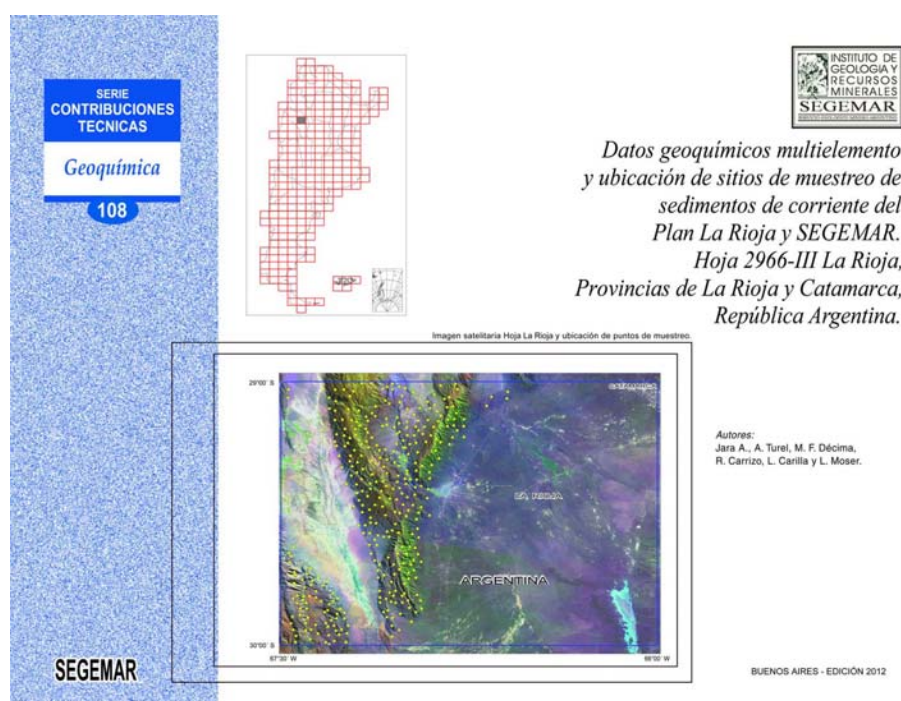 SERIE
CONTRIBUCIONES
TECNICAS
Geoquímica
108
INSTITUTO DE
GEOLOGIA Y
RECURSOS
MINERALES
SEGEMAR
Datos geoquímicos multielemento
y ubicación de sitios de muestreo de
sedimentos de corriente del
Plan La Rioja y SEGEMAR.
Hoja 2966-III La Rioja,
Provincias de La Rioja y Catamarca,
República Argentina.
Imagen satelitaria Hoja La Rioja y ubicación de puntos de muestreo.
29°00' S
CATAMARCA
LA RIOJA
ARGENTINA
30°00' S
67°30' W
66°00' W
Autores:
Jara A., A. Turel, M. F. Décima,
R. Carrizo, L. Carilla y L. Moser.
SEGEMAR
BUENOS AIRES - EDICIÓN 2012